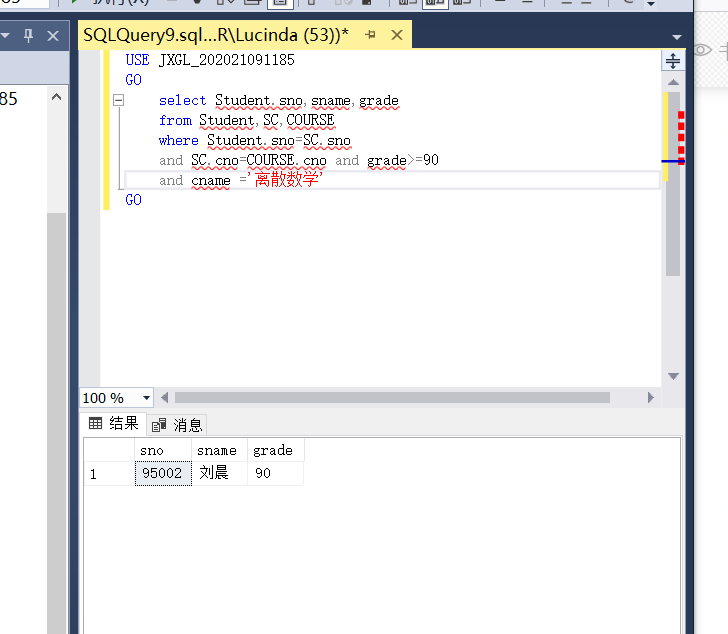 执行(X)
SQLQuery9.sql...R\Lucinda (53))*
85
USE JXGL_202021091185
GO
select Student.sno,sname,grade
from Student,SC,COURSE
where Student.sno=SC.sno
and SC.cno=COURSE.cno and grade>=90
and cname ='离散数学'
GO
100 %
结果 消息
sno sname grade
1 95002 刘晨 90